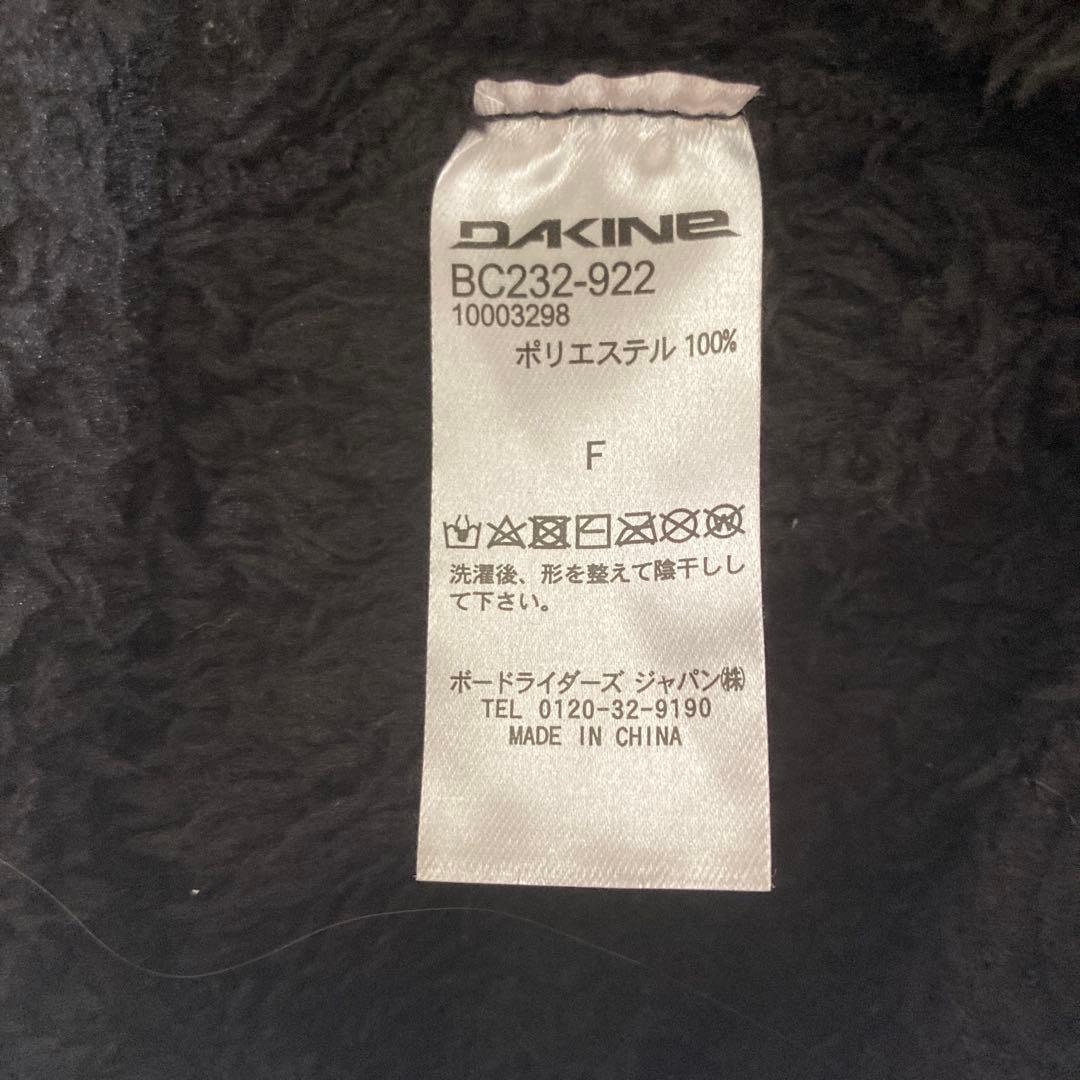 DAKINE
BC232-922
10003298
ポリエステル 100%
F
洗濯後、形を整えて陰干しし
て下さい。
ボードライダーズ ジャパン㈱
TEL 0120-32-9190
MADE IN CHINA